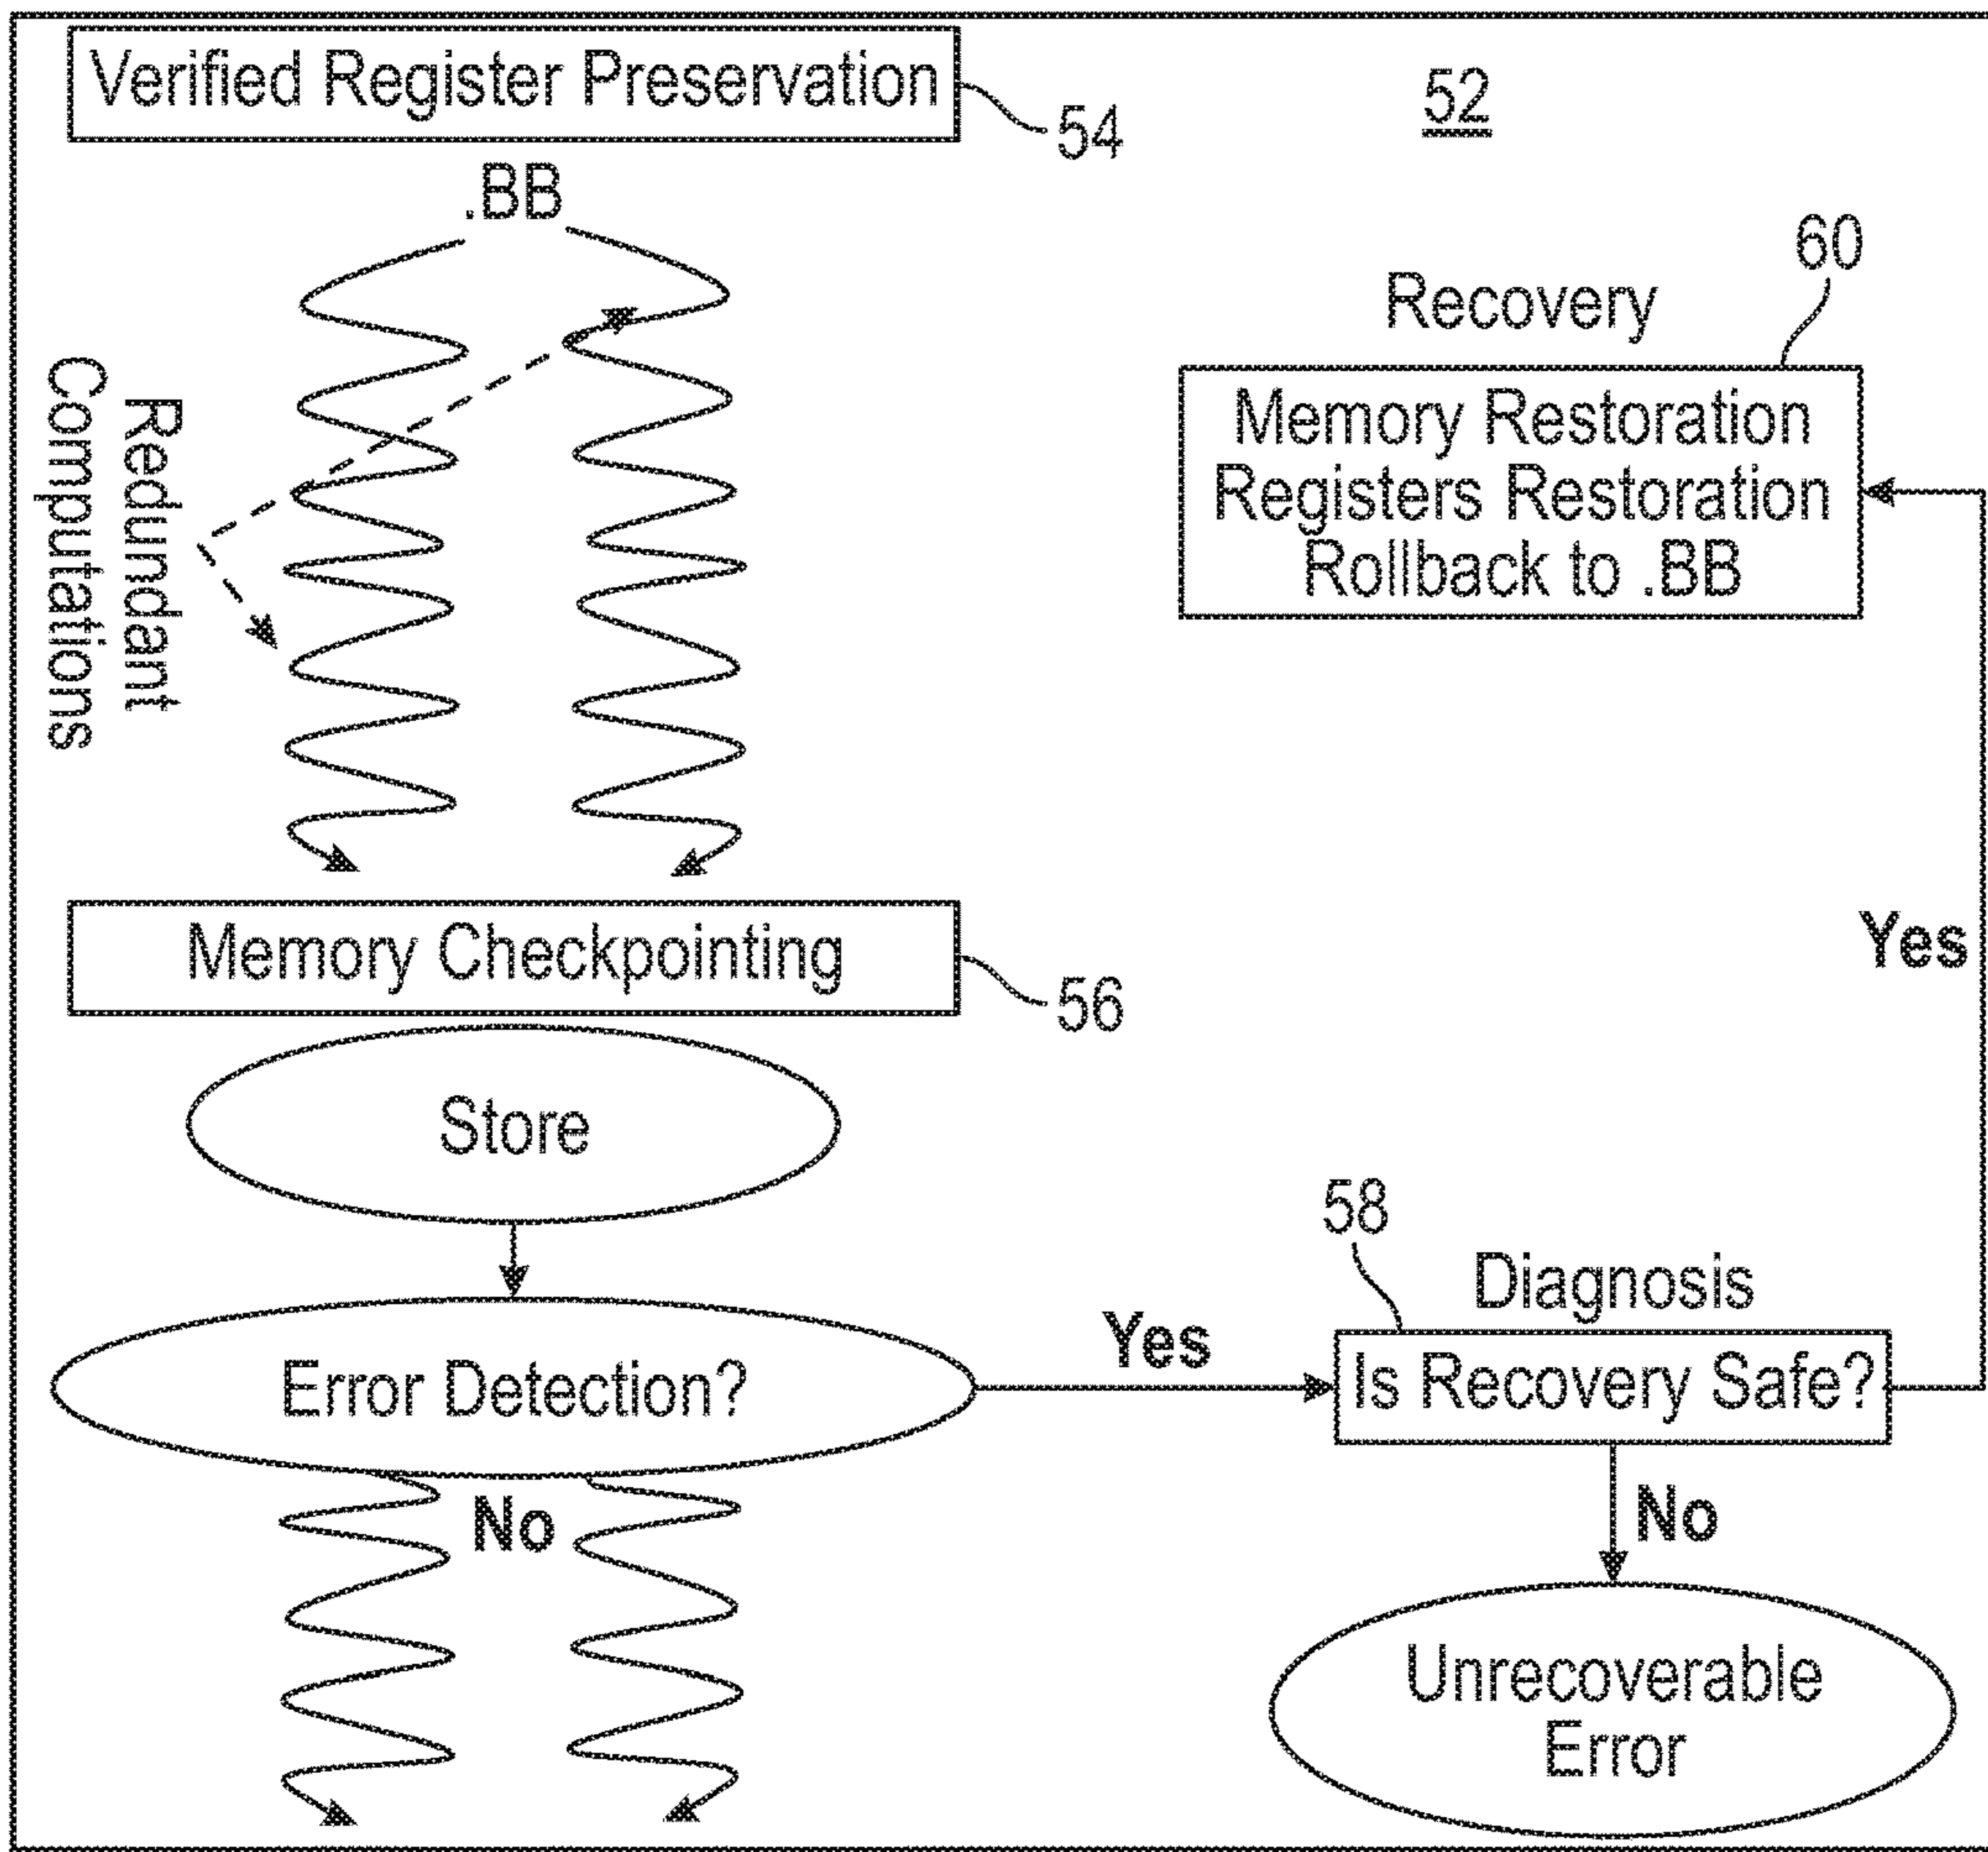 Verified Register Preservation
54
52
.BB
Redundant
Computations
60
Recovery
Memory Restoration
Registers Restoration
Rollback to .BB
Memory Checkpointing
56
Yes
Store
58
Diagnosis
Error Detection?
Yes
Is Recovery Safe?
No
No
Unrecoverable
Error